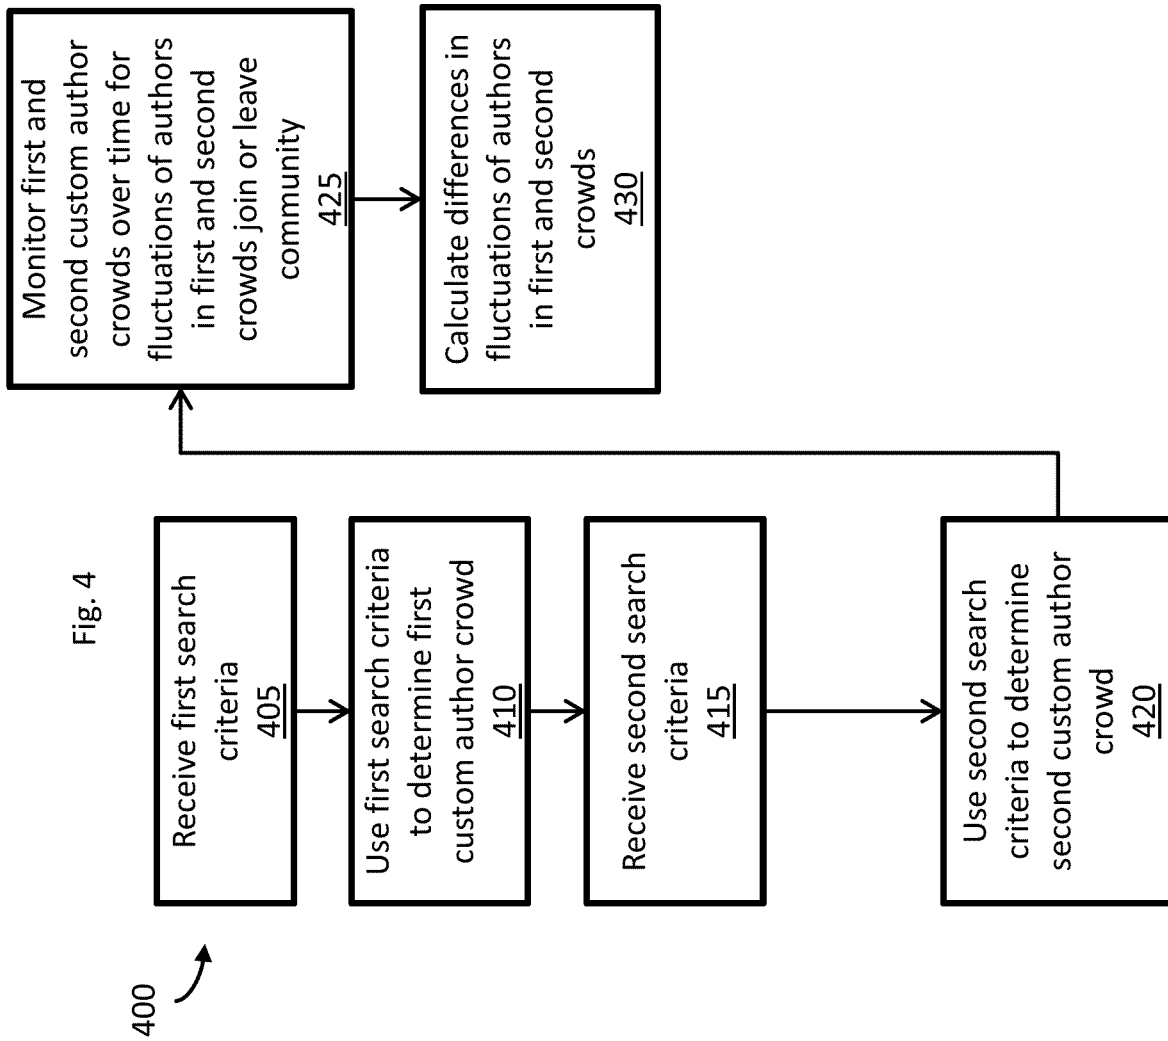 Fig. 4
400
Receive first search
criteria
405
Use first search criteria
to determine first
custom author crowd
410
Receive second search
criteria
415
Use second search
criteria to determine
second custom author
crowd
420
Monitor first and
second custom author
crowds over time for
fluctuations of authors
in first and second
crowds join or leave
community
425
Calculate differences in
fluctuations of authors
in first and second
crowds
430